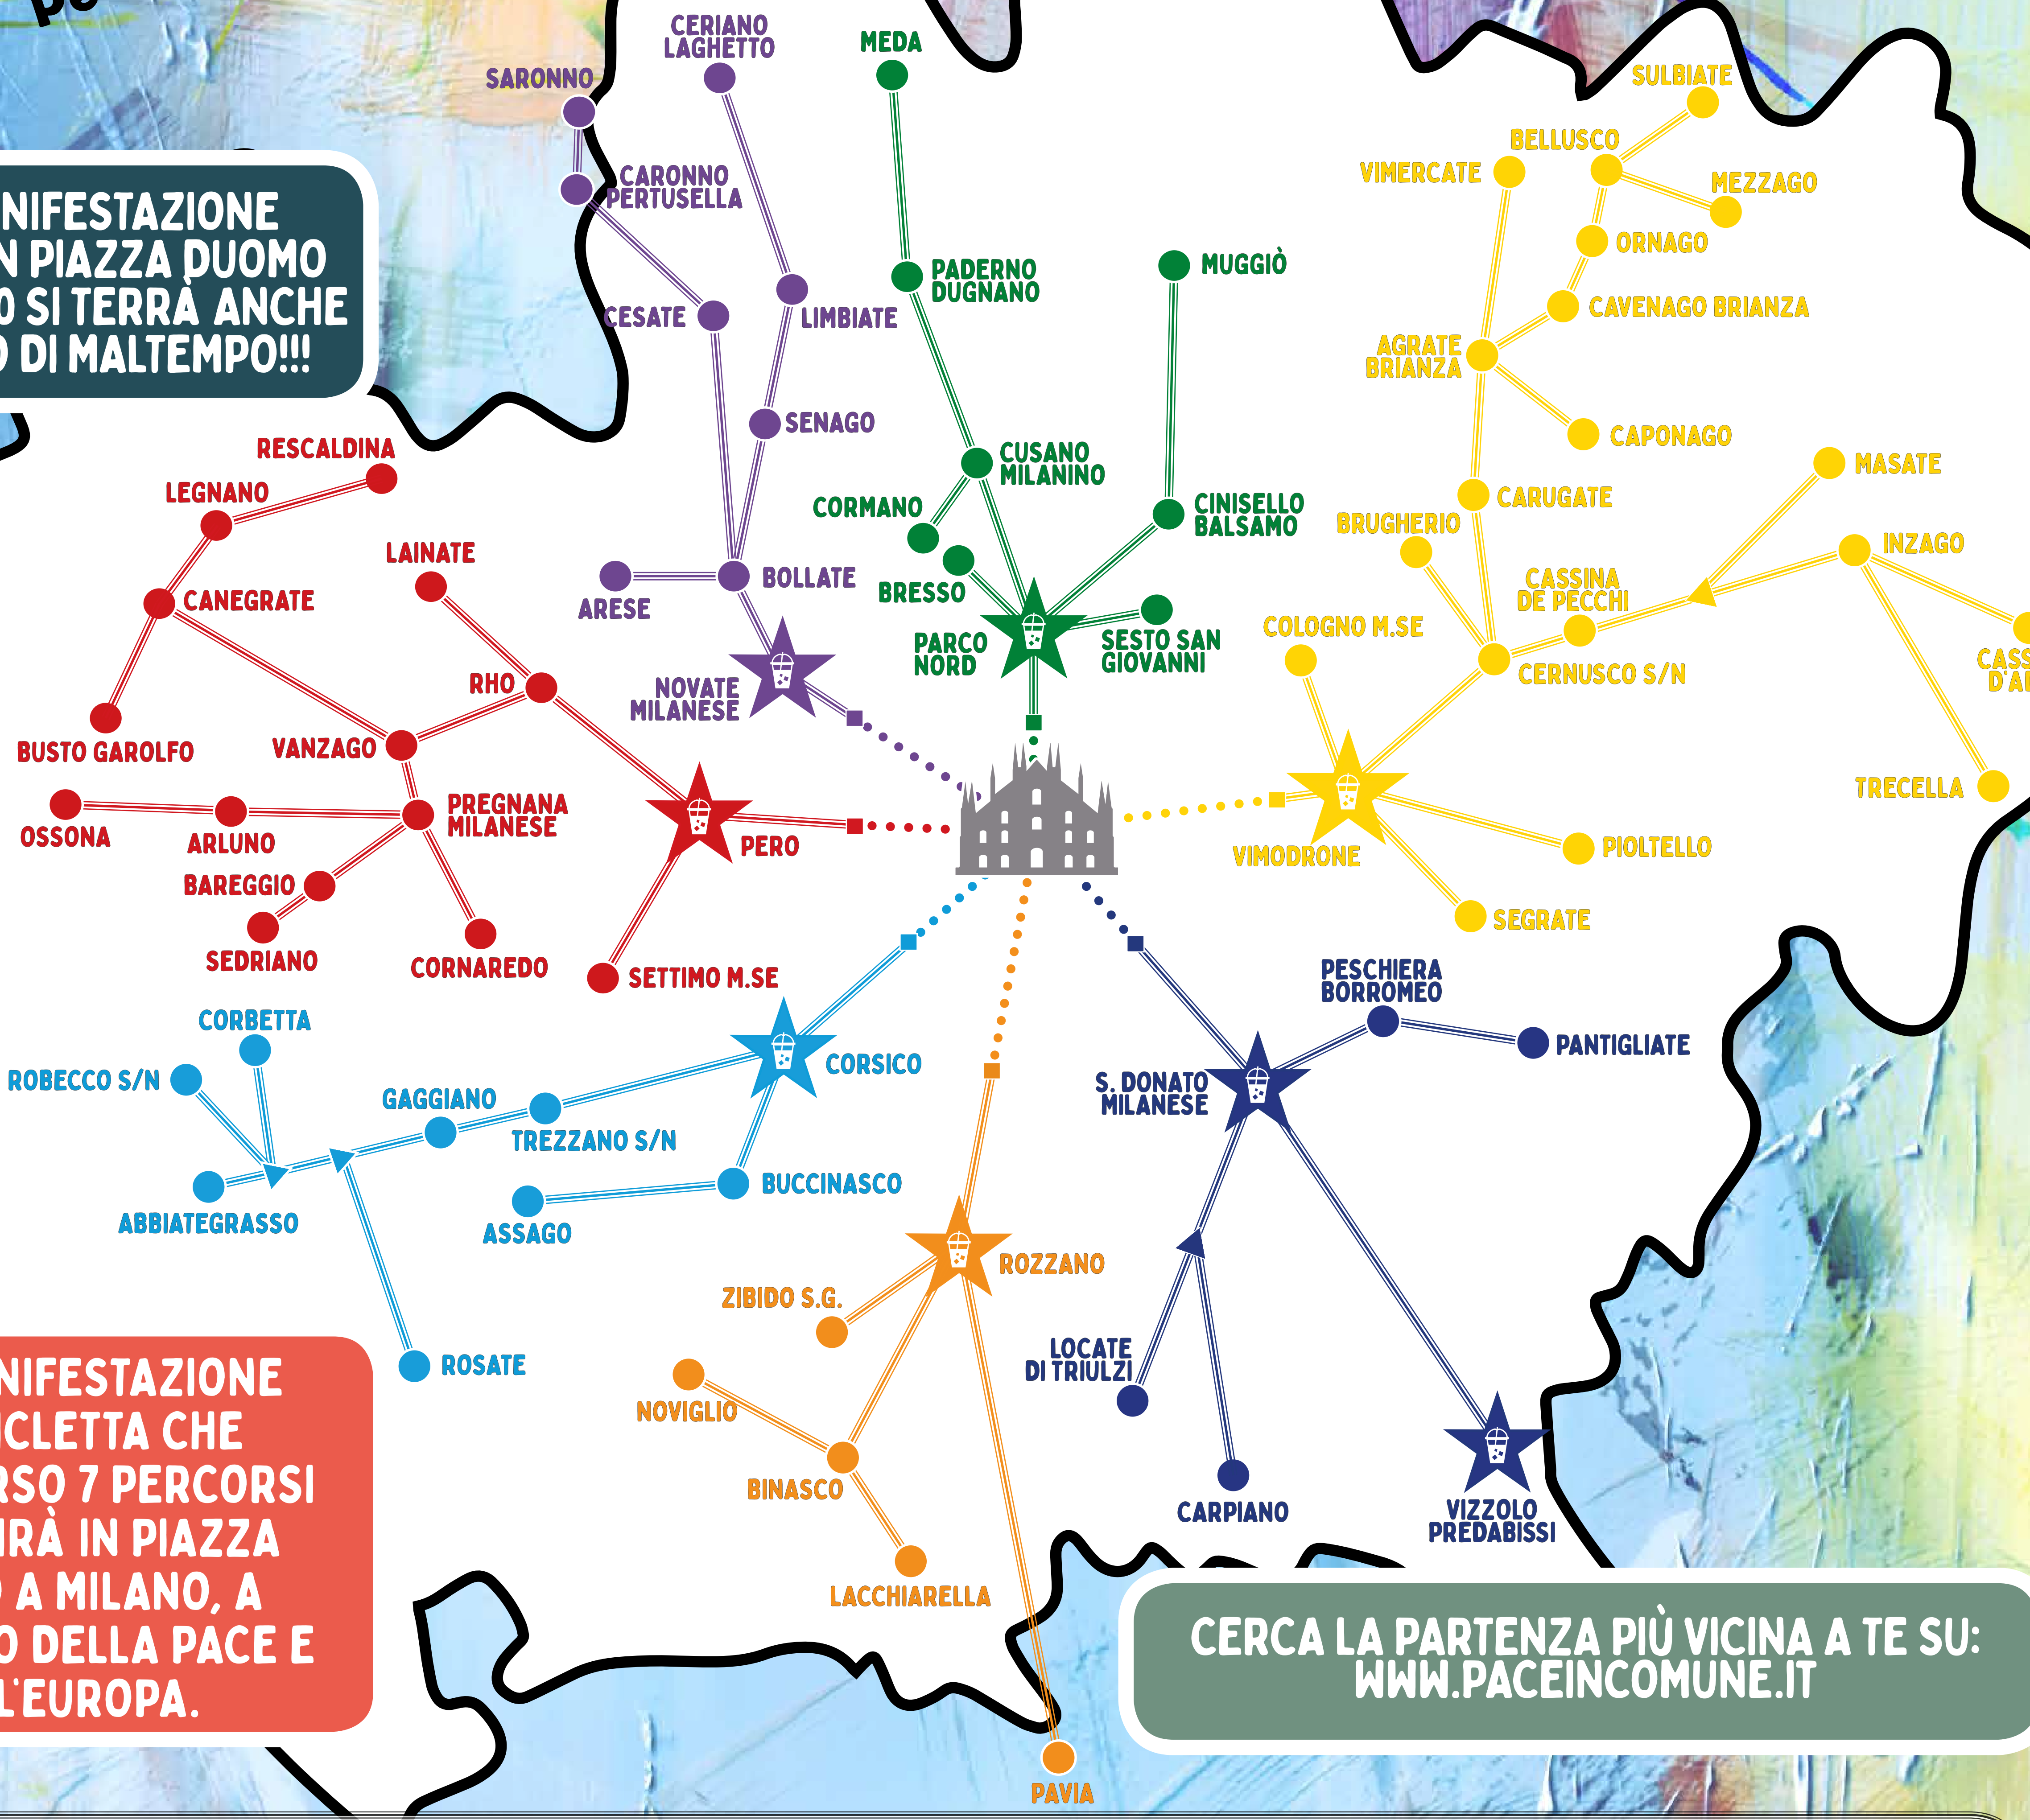 CERIANO
LAGHETTO
MEDA
SARONNO
SULBIATE
BELLUSCO
VIMERCATE
CARONNO
PERTUSELLA
MEZZAGO
NIFESTAZIONE
N PIAZZA DUOMO
0 SI TERRÀ ANCHE
O DI MALTEMPO!!!
ORNAGO
PADERNO
DUGNANO
MUGGIÒ
CESATE
LIMBIATE
CAVENAGO BRIANZA
AGRATE
BRIANZA
SENAGO
CAPONAGO
RESCALDINA
CUSANO
MILANINO
MASATE
LEGNANO
CORMANO
CINISELLO
BALSAMO
CARUGATE
BRUGHERIO
LAINATE
INZAGO
BOLLATE
BRESSO
CASSINA
DE PECCHI
CANEGRATE
ARESE
PARCO
NORD
SESTO SAN
GIOVANNI
COLOGNO M.SE
CERNUSCO S/N
CASS
D'AD
RHO
NOVATE
MILANESE
BUSTO GAROLFO
VANZAGO
PREGNANA
MILANESE
TRECELLA
OSSONA
ARLUNO
PERO
VIMODRONE
PIOLTELLO
BAREGGIO
SEGRATE
SEDRIANO
CORNAREDO
SETTIMO M.SE
PESCHIERA
BORROMEO
CORBETTA
PANTIGLIATE
ROBECCO S/N
CORSICO
GAGGIANO
S. DONATO
MILANESE
TREZZANO S/N
BUCCINASCO
ABBIATEGRASSO
ASSAGO
ROZZANO
ZIBIDO S.G.
ROSATE
LOCATE
DI TRIULZI
NOVIGLIO
BINASCO
CARPIANO
VIZZOLO
PREDABISSI
LACCHIARELLA
NIFESTAZIONE
ICLETTA CHE
RSO 7 PERCORSI
IRÀ IN PIAZZA
O A MILANO, A
O DELLA PACE E
L'EUROPA.
CERCA LA PARTENZA PIÙ VICINA A TE SU:
WWW.PACEINCOMUNE.IT
PAVIA